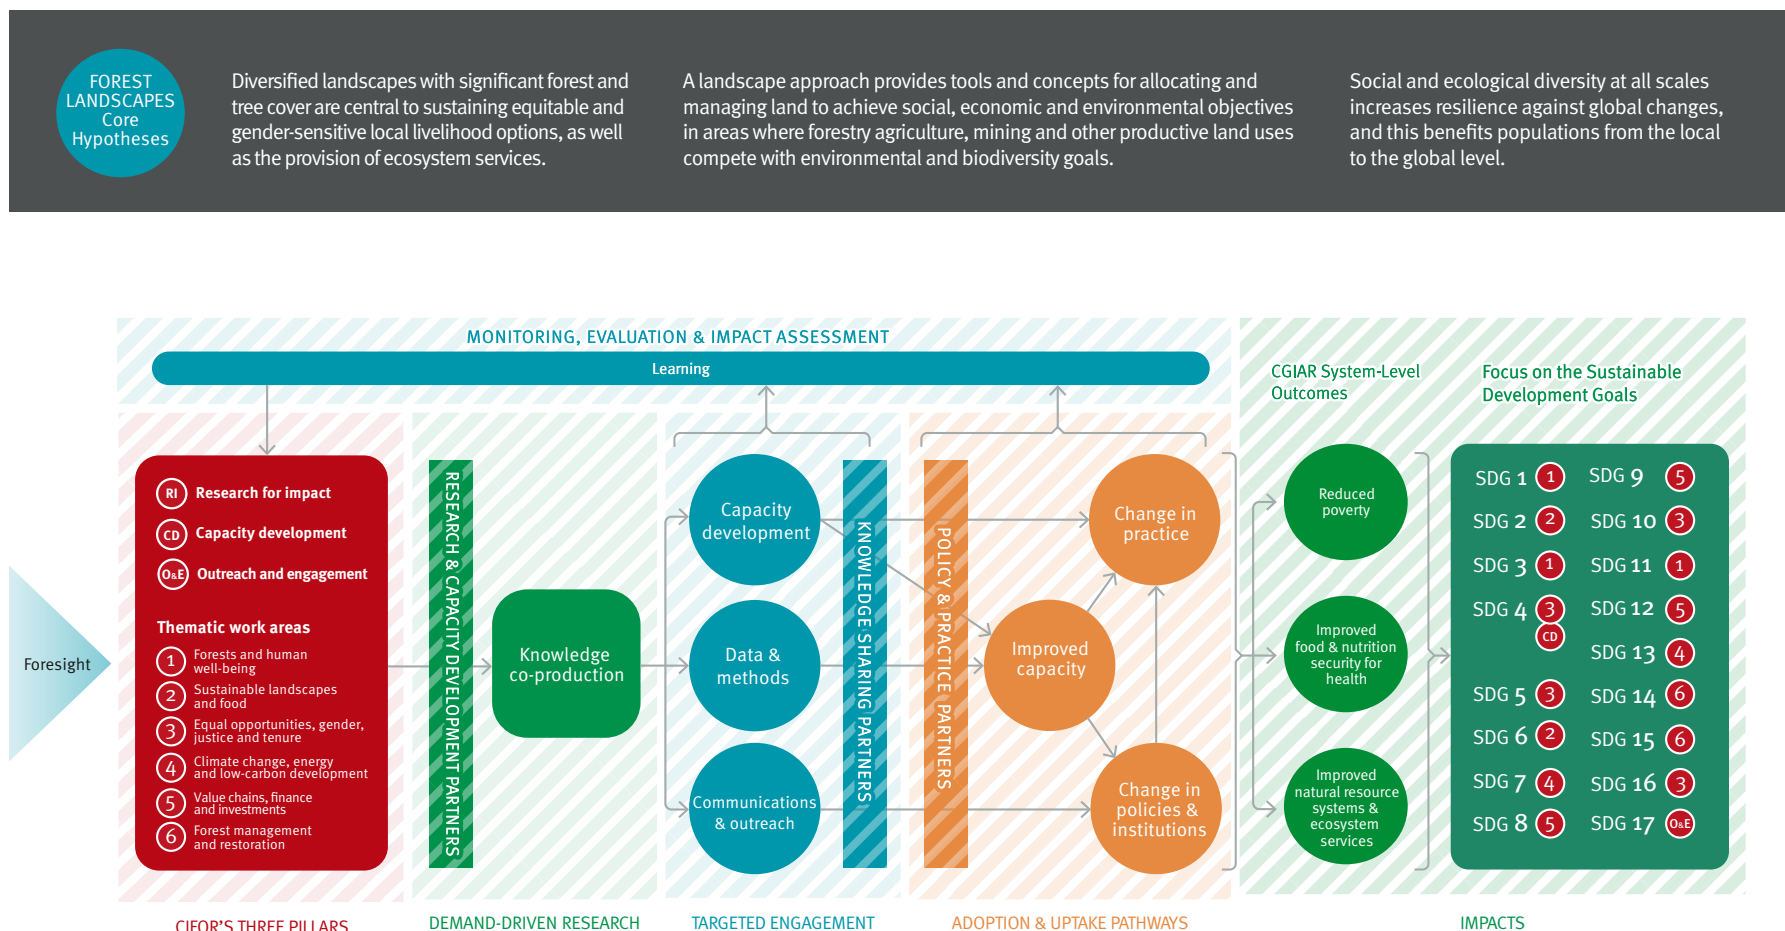 FOREST
LANDSCAPES
Core
Hypotheses
Diversified landscapes with significant forest and
tree cover are central to sustaining equitable and
gender-sensitive local livelihood options, as well
as the provision of ecosystem services.
A landscape approach provides tools and concepts for allocating and
managing land to achieve social, economic and environmental objectives
in areas where forestry agriculture, mining and other productive land uses
compete with environmental and biodiversity goals.
Social and ecological diversity at all scales
increases resilience against global changes,
and this benefits populations from the local
to the global level.
MONITORING, EVALUATION & IMPACT ASSESSMENT
Learning
Foresight
RI Research for impact
CD Capacity development
O&E Outreach and engagement
Thematic work areas
1 Forests and human
well-being
2 Sustainable landscapes
and food
3 Equal opportunities, gender,
justice and tenure
4 Climate change, energy
and low-carbon development
5 Value chains, finance
and investments
6 Forest management
and restoration
CIFOR'S THREE PILLARS
RESEARCH & CAPACITY DEVELOPMENT PARTNERS
Knowledge
co-production
DEMAND-DRIVEN RESEARCH
Capacity
development
Data &
methods
Communications
& outreach
KNOWLEDGE-SHARING PARTNERS
TARGETED ENGAGEMENT
POLICY & PRACTICE PARTNERS
Change in
practice
Improved
capacity
Change in
policies &
institutions
ADOPTION & UPTAKE PATHWAYS
CGIAR System-Level
Outcomes
Reduced
poverty
Improved
food & nutrition
security for
health
Improved
natural resource
systems &
ecosystem
services
Focus on the Sustainable
Development Goals
SDG 1 1
SDG 2 2
SDG 3 1
SDG 4 3
CD
SDG 5 3
SDG 6 2
SDG 7 4
SDG 8 5
SDG 9 5
SDG 10 3
SDG 11 1
SDG 12 5
SDG 13 4
SDG 14 6
SDG 15 6
SDG 16 3
SDG 17 O&E
IMPACTS